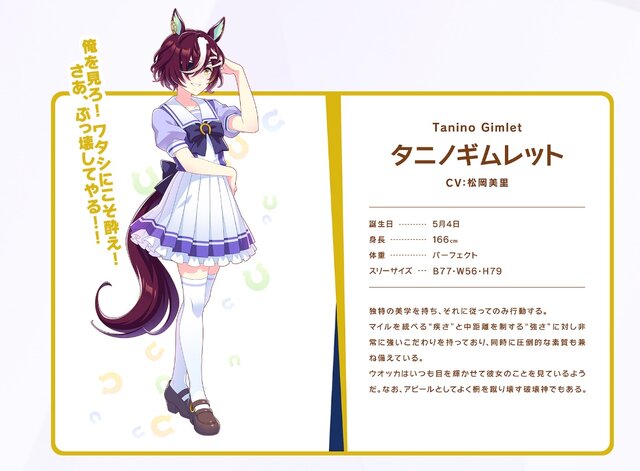 俺を見ろ！ワタシにこそ酔え！
さあ、ぶっ壊してやる！！
Tanino Gimlet
タニノギムレット
CV：松岡美里
誕生日 ………… 5月4日
身長 …………… 166cm
体重 …………… パーフェクト
スリーサイズ … B77・W56・H79
独特の美学を持ち、それに従ってのみ行動する。
マイルを統べる“疾さ”と中距離を制する“強さ”に対し非
常に強いこだわりを持っており、同時に圧倒的な素質も兼
ね備えている。
ウオッカはいつも目を輝かせて彼女のことを見ているよう
だ。なお、アピールとしてよく柵を蹴り壊す破壊神でもある。